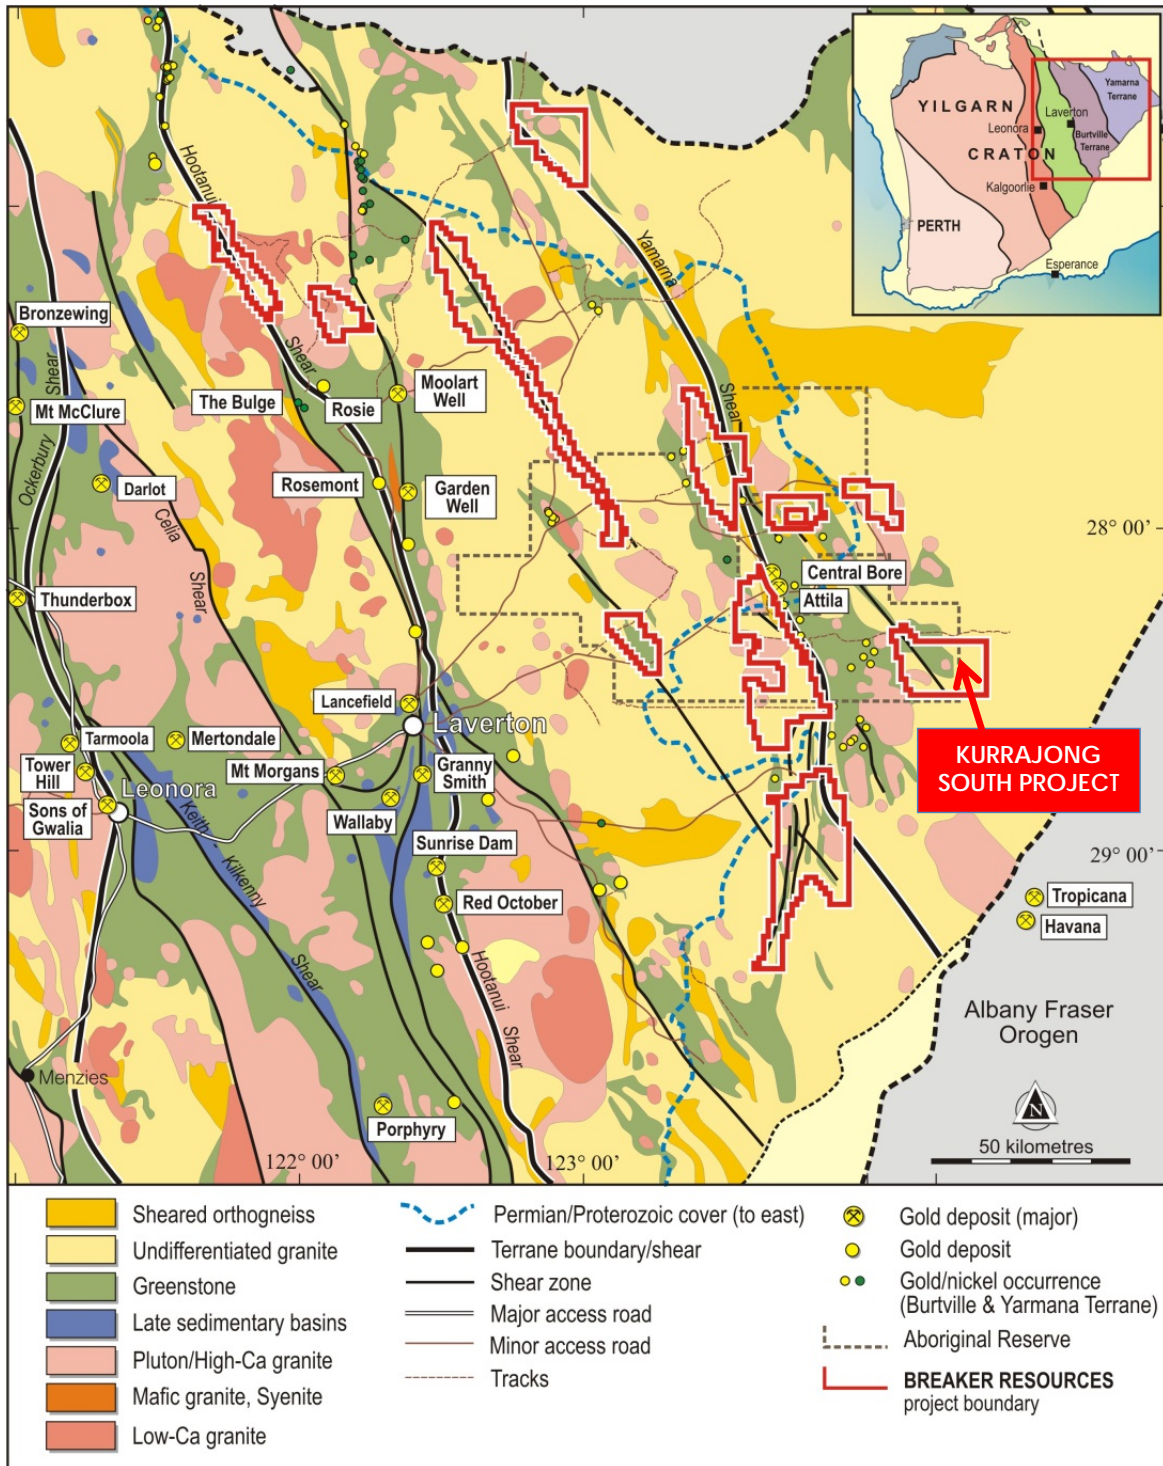 YILGARN
CRATON
Yamarna
Terrane
Laverton
Leonora
Burtville
Terrane
Kalgoorlie
PERTH
Esperance
Hootanui
Shear
Yamarna
Shear
Bronzewing
Shear
Mt McClure
Ockerbury
The Bulge
Rosie
Moolart
Well
Darlot
Celia
Shear
Rosemont
Garden
Well
28° 00'
Central Bore
Attila
Thunderbox
Lancefield
Laverton
Tarmoola
Mertondale
Tower
Hill
Mt Morgans
Granny
Smith
KURRAJONG
SOUTH PROJECT
Leonora
Sons of
Gwalia
Wallaby
Keith - Kilkenny
Shear
Sunrise Dam
29° 00'
Red October
Tropicana
Havana
Hootanui
Shear
Albany Fraser
Orogen
Menzies
Porphyry
N
122° 00'
123° 00'
50 kilometres
Sheared orthogneiss
Undifferentiated granite
Greenstone
Late sedimentary basins
Pluton/High-Ca granite
Mafic granite, Syenite
Low-Ca granite
Permian/Proterozoic cover (to east)
Terrane boundary/shear
Shear zone
Major access road
Minor access road
Tracks
Gold deposit (major)
Gold deposit
Gold/nickel occurrence
(Burtville & Yarmana Terrane)
Aboriginal Reserve
BREAKER RESOURCES
project boundary